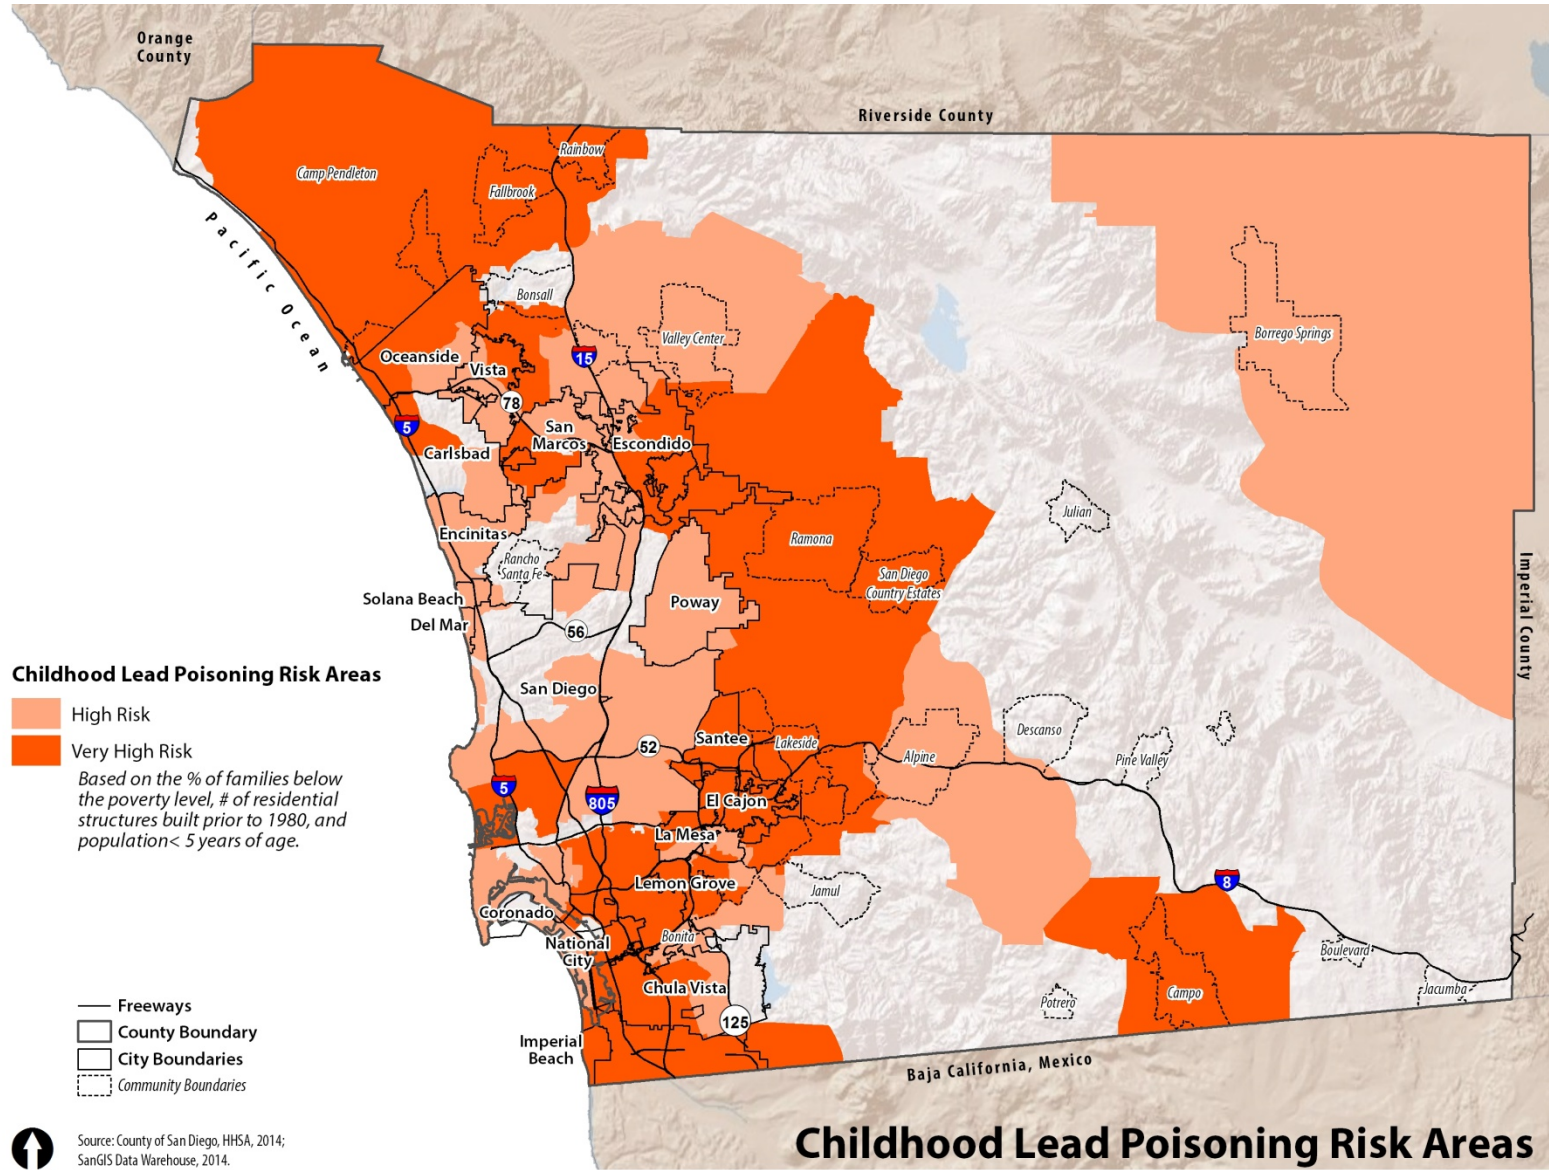 Orange
County
Riverside County
Rainbow
Camp Pendleton
Fallbrook
Pacific Ocean
Bonsall
Valley Center
Borrego Springs
Oceanside
15
Vista
78
5
San
Marcos
Escondido
Carlsbad
Julian
Encinitas
Ramona
Rancho
Santa Fe
San Diego
Country Estates
Imperial County
Solana Beach
Poway
Del Mar
56
Childhood Lead Poisoning Risk Areas
San Diego
High Risk
Descanso
Santee
Lakeside
52
Very High Risk
Alpine
Pine Valley
Based on the % of families below
the poverty level, # of residential
structures built prior to 1980, and
population< 5 years of age.
5
805
El Cajon
La Mesa
Lemon Grove
8
Jamul
Coronado
Bonita
National
City
Boulevard
Chula Vista
Jacumba
Campo
Potrero
125
Freeways
County Boundary
City Boundaries
Community Boundaries
Imperial
Beach
Baja California, Mexico
Source: County of San Diego, HHSA, 2014;
SanGIS Data Warehouse, 2014.
Childhood Lead Poisoning Risk Areas